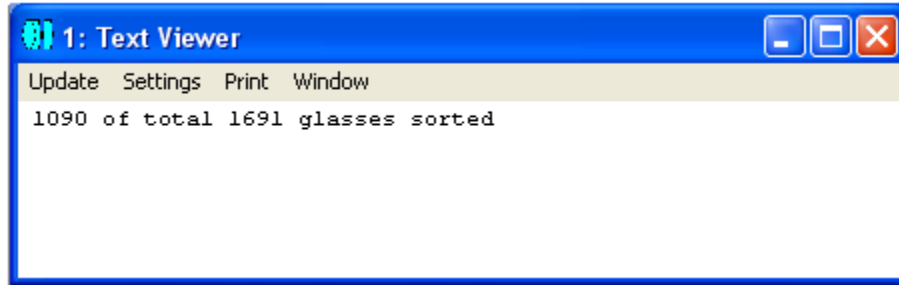 1: Text Viewer
Update Settings Print Window
1090 of total 1691 glasses sorted